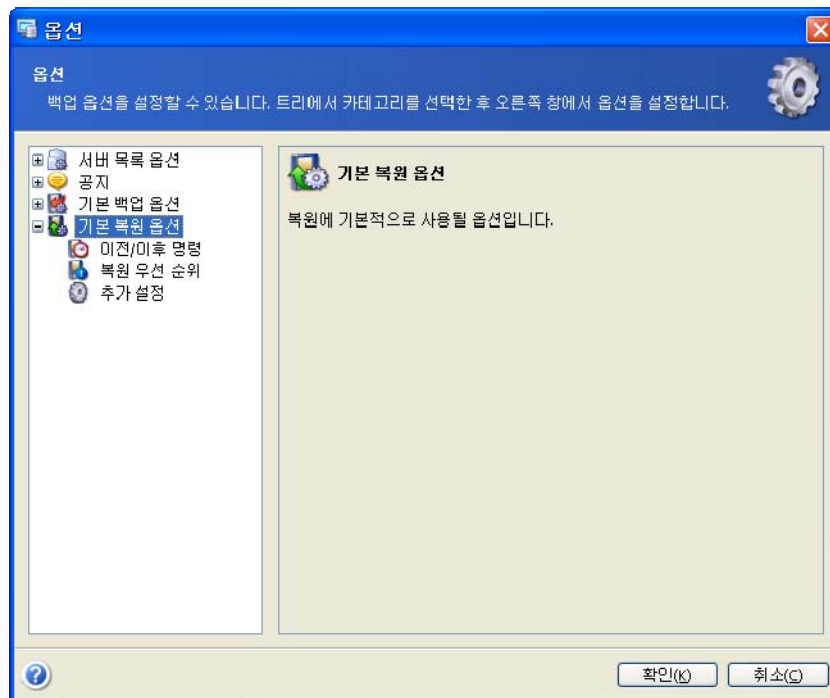 옵션
옵션
백업 옵션을 설정할 수 있습니다. 트리에서 카테고리를 선택한 후 오른쪽 창에서 옵션을 설정합니다.
서버 목록 옵션
공지
기본 백업 옵션
기본 복원 옵션
이전/이후 명령
복원 우선 순위
추가 설정
기본 복원 옵션
복원에 기본적으로 사용될 옵션입니다.
확인(K)
취소(C)